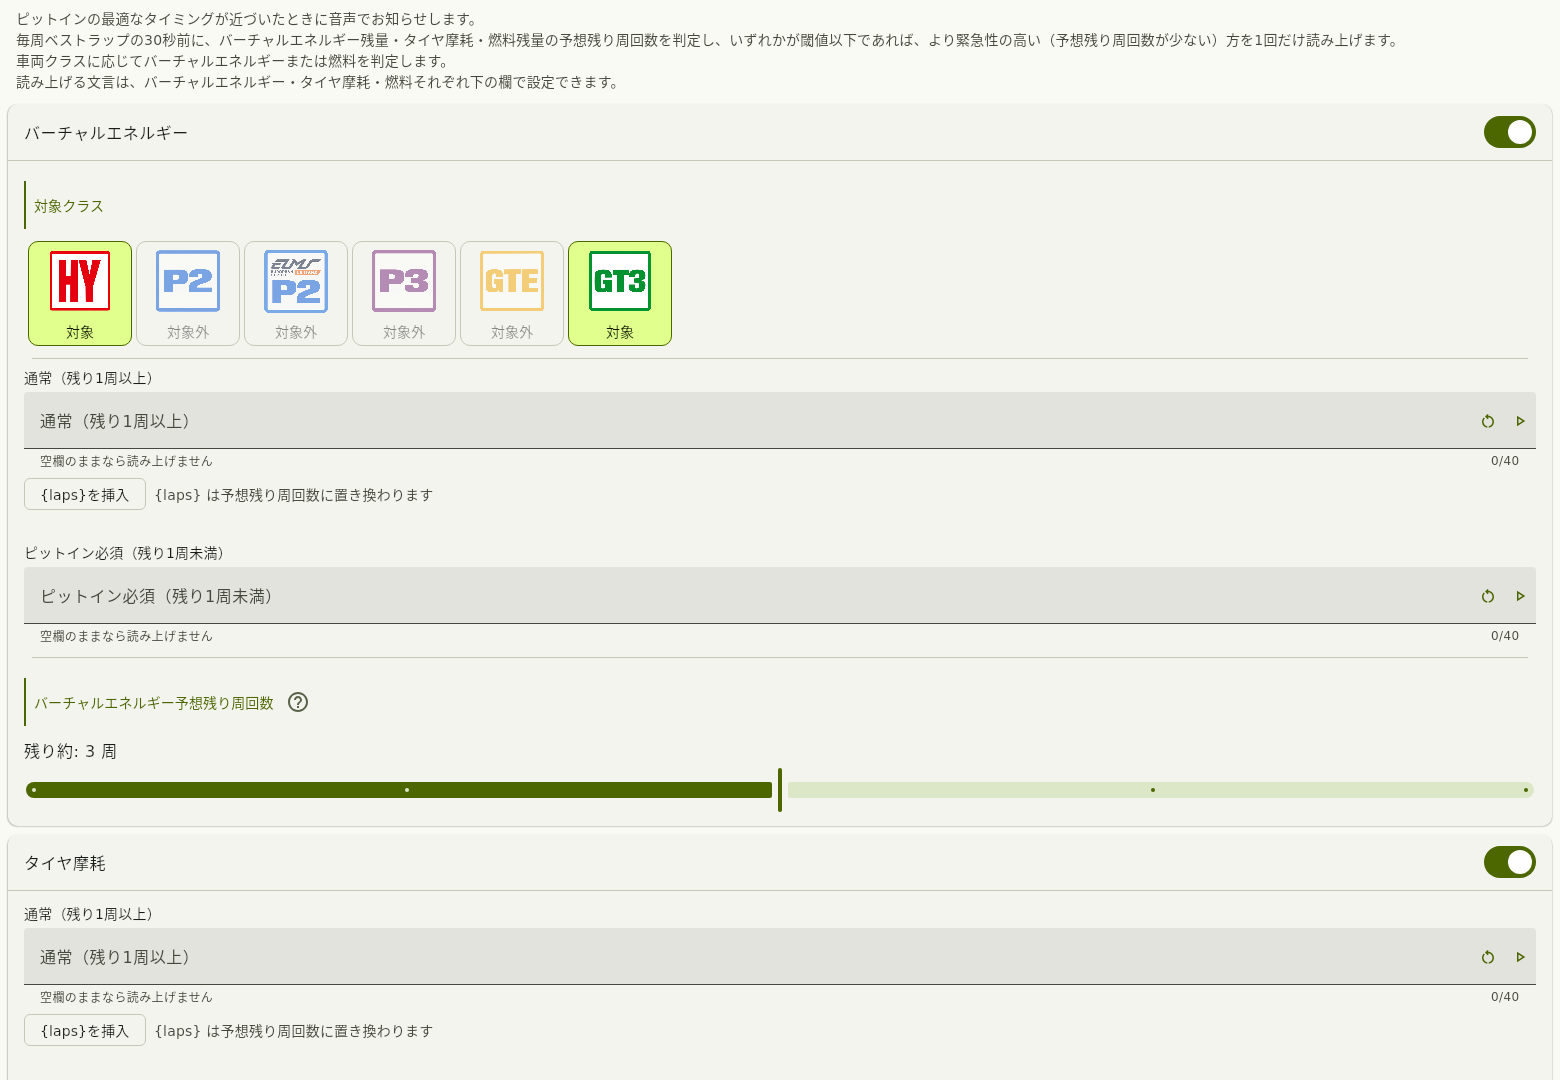 ピットインの最適なタイミングが近づいたときに音声でお知らせします。
毎周ベストラップの30秒前に、バーチャルエネルギー残量・タイヤ摩耗・燃料残量の予想残り周回数を判定し、いずれかが閾値以下であれば、より緊急性の高い（予想残り周回数が少ない）方を1回だけ読み上げます。
車両クラスに応じてバーチャルエネルギーまたは燃料を判定します。
読み上げる文言は、バーチャルエネルギー・タイヤ摩耗・燃料それぞれ下の欄で設定できます。
バーチャルエネルギー
対象クラス
HY P2 ELMS P2 P3 GTE GT3
対象 対象外 対象外 対象外 対象外 対象
通常（残り1周以上）
通常（残り1周以上）
空欄のままなら読み上げません 0/40
{laps}を挿入 {laps} は予想残り周回数に置き換わります
ピットイン必須（残り1周未満）
ピットイン必須（残り1周未満）
空欄のままなら読み上げません 0/40
バーチャルエネルギー予想残り周回数 ?
残り約: 3 周
タイヤ摩耗
通常（残り1周以上）
通常（残り1周以上）
空欄のままなら読み上げません 0/40
{laps}を挿入 {laps} は予想残り周回数に置き換わります